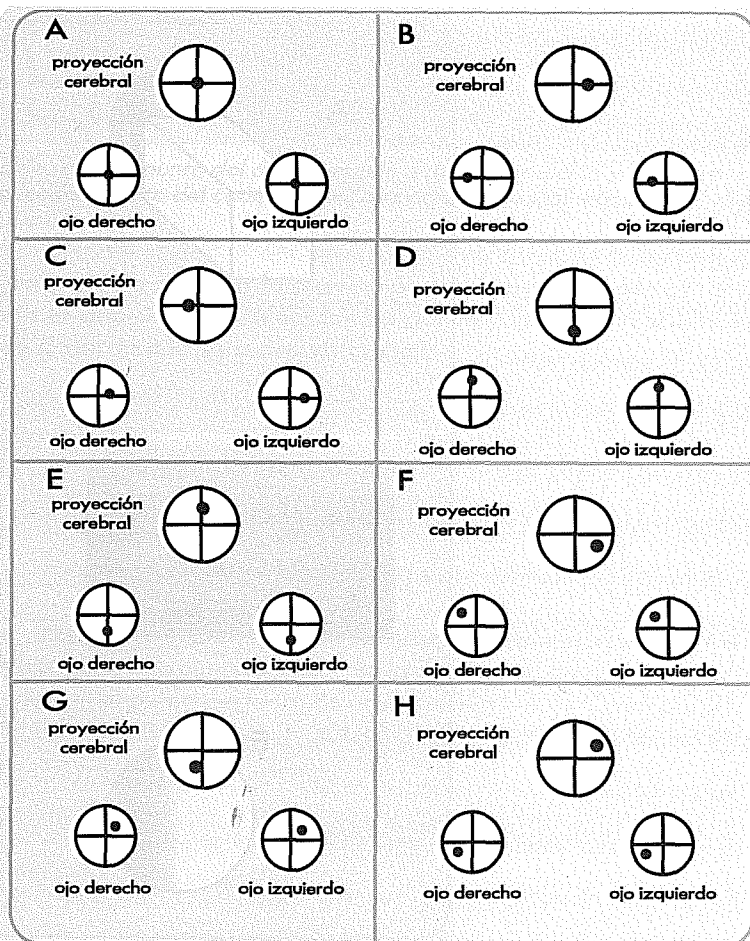 A
proyección
cerebral
ojo derecho
ojo izquierdo
B
proyección
cerebral
ojo derecho
ojo izquierdo
C
proyección
cerebral
ojo derecho
ojo izquierdo
D
proyección
cerebral
ojo derecho
ojo izquierdo
E
proyección
cerebral
ojo derecho
ojo izquierdo
F
proyección
cerebral
ojo derecho
ojo izquierdo
G
proyección
cerebral
ojo derecho
ojo izquierdo
H
proyección
cerebral
ojo derecho
ojo izquierdo